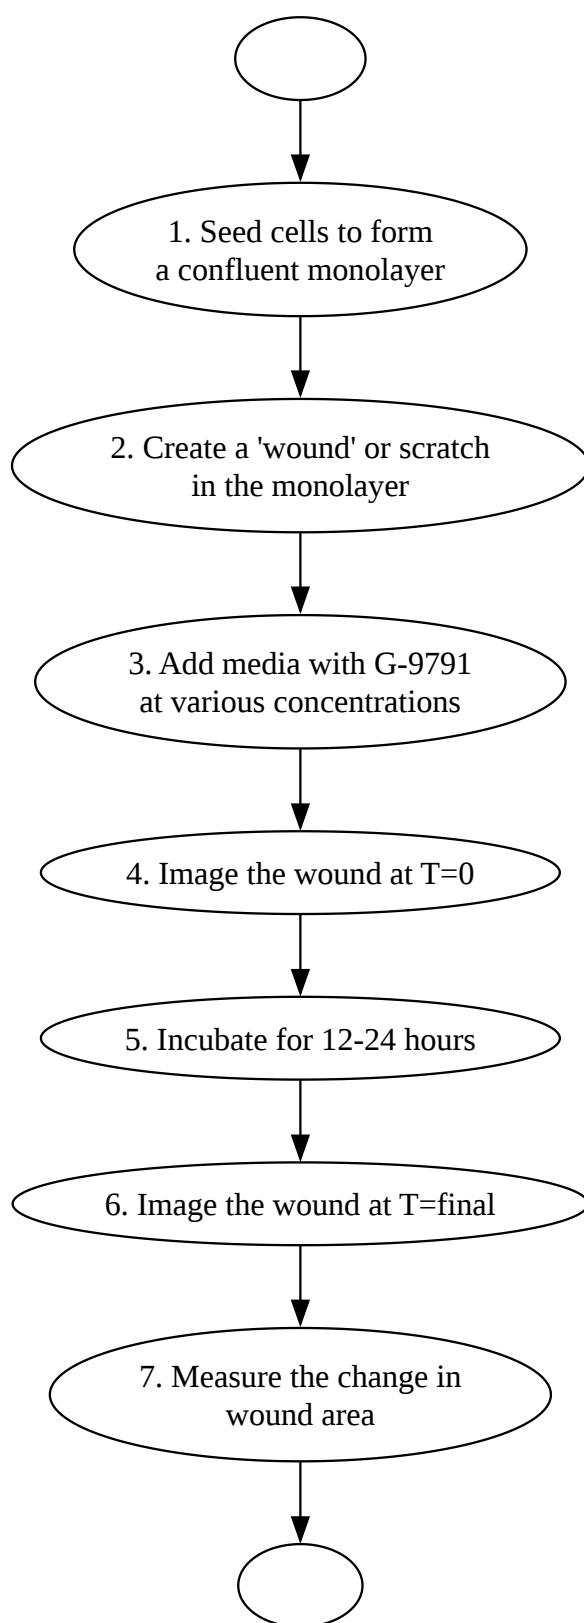 1. Seed cells to form
a confluent monolayer
2. Create a 'wound' or scratch
in the monolayer
3. Add media with G-9791
at various concentrations
4. Image the wound at T=0
5. Incubate for 12-24 hours
6. Image the wound at T=final
7. Measure the change in
wound area